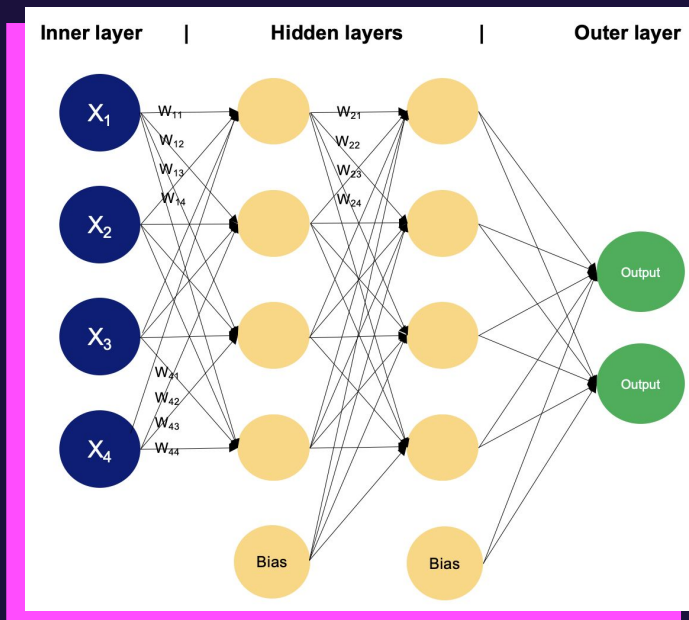 Inner layer | Hidden layers | Outer layer
X1
X2
X3
X4
W11
W12
W13
W14
W41
W42
W43
W44
W21
W22
W23
W24
Bias
Bias
Output
Output